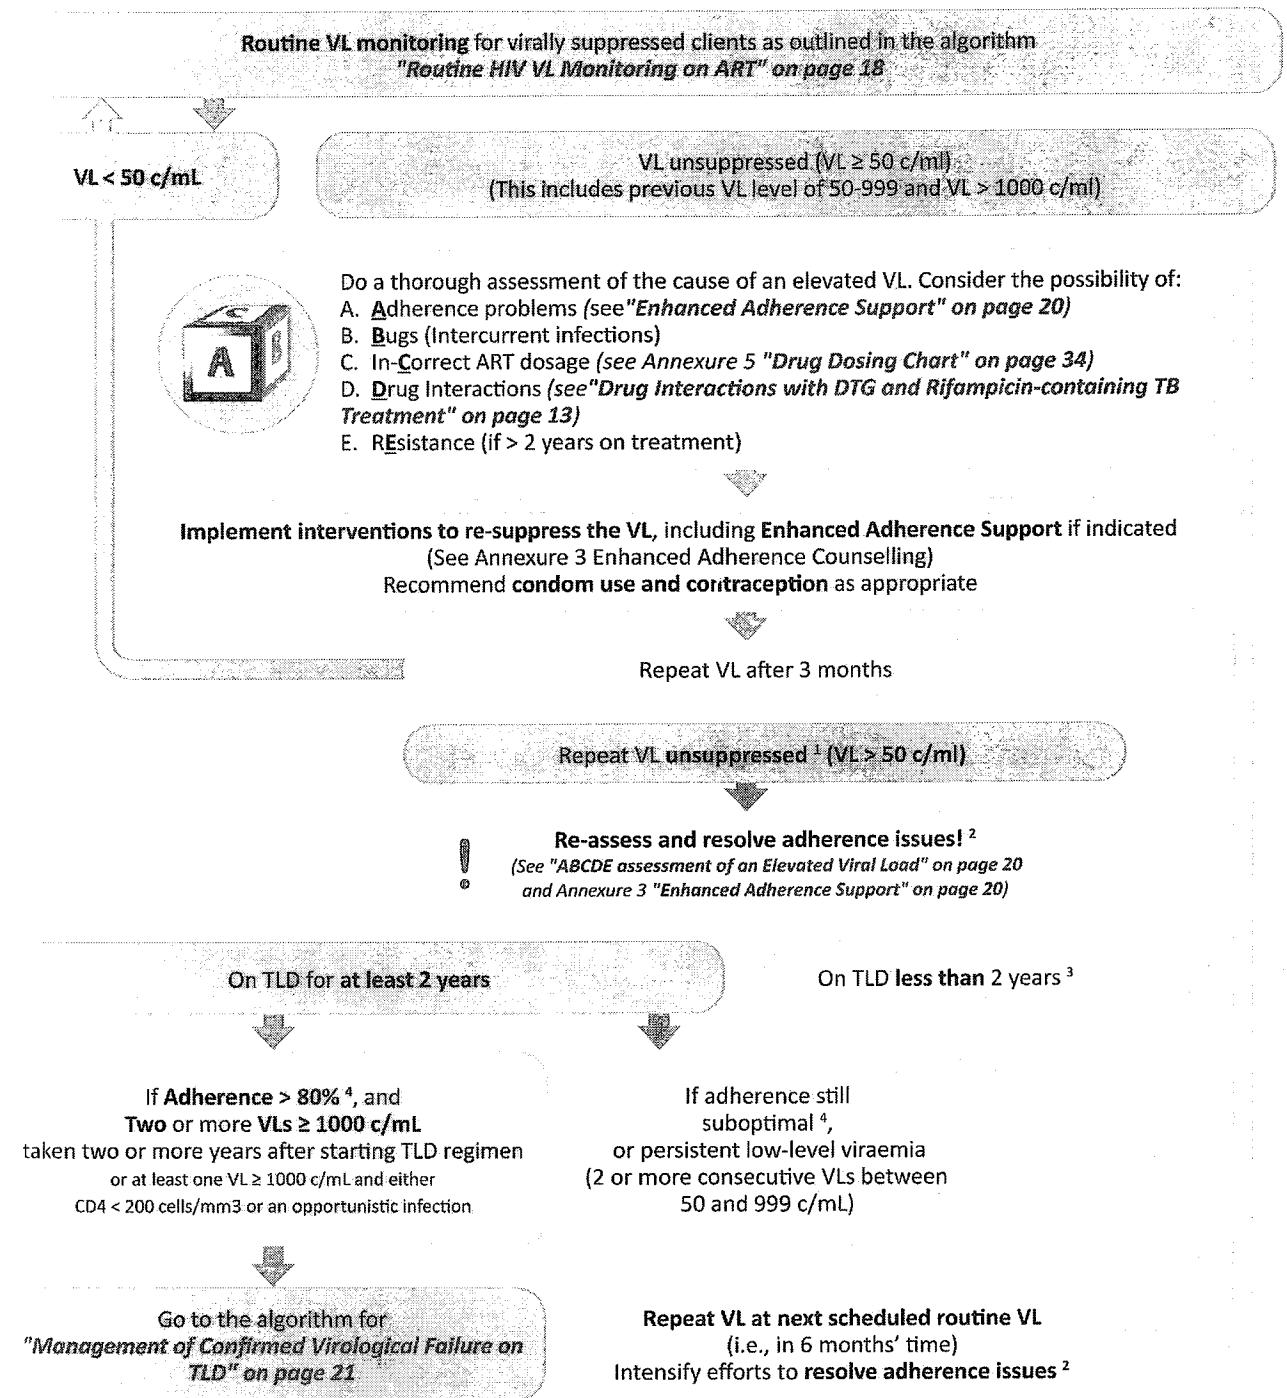 Routine VL monitoring for virally suppressed clients as outlined in the algorithm
"Routine HIV VL Monitoring on ART" on page 18
VL < 50 c/mL
VL unsuppressed (VL ≥ 50 c/ml)
(This includes previous VL level of 50-999 and VL > 1000 c/ml)
C
A
B
Do a thorough assessment of the cause of an elevated VL. Consider the possibility of:
A. Adherence problems (see"Enhanced Adherence Support" on page 20)
B. Bugs (Intercurrent infections)
C. In-Correct ART dosage (see Annexure 5 "Drug Dosing Chart" on page 34)
D. Drug Interactions (see"Drug Interactions with DTG and Rifampicin-containing TB
Treatment" on page 13)
E. REsistance (if > 2 years on treatment)
Implement interventions to re-suppress the VL, including Enhanced Adherence Support if indicated
(See Annexure 3 Enhanced Adherence Counselling)
Recommend condom use and contraception as appropriate
Repeat VL after 3 months
Repeat VL unsuppressed ¹ (VL > 50 c/ml)
! Re-assess and resolve adherence issues! ²
(See "ABCDE assessment of an Elevated Viral Load" on page 20
and Annexure 3 "Enhanced Adherence Support" on page 20)
On TLD for at least 2 years
On TLD less than 2 years ³
If Adherence > 80% ⁴, and
Two or more VLs ≥ 1000 c/mL
taken two or more years after starting TLD regimen
or at least one VL ≥ 1000 c/mL and either
CD4 < 200 cells/mm3 or an opportunistic infection
If adherence still
suboptimal ⁴,
or persistent low-level viraemia
(2 or more consecutive VLs between
50 and 999 c/mL)
Go to the algorithm for
"Management of Confirmed Virological Failure on
TLD" on page 21
Repeat VL at next scheduled routine VL
(i.e., in 6 months' time)
Intensify efforts to resolve adherence issues ²